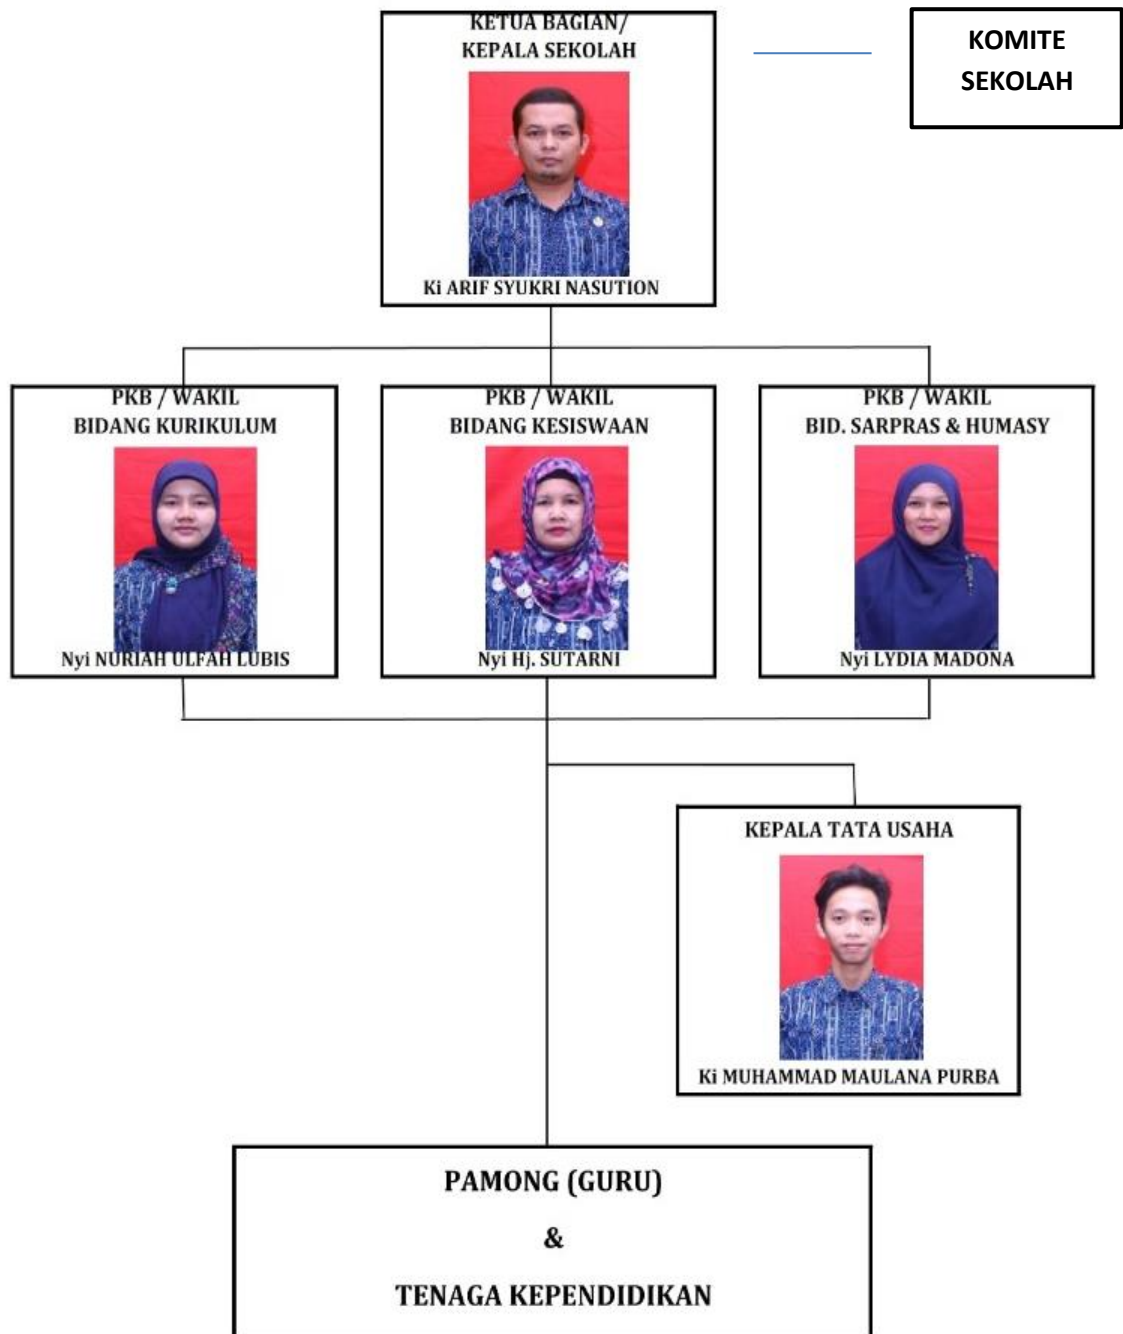 KETUA BAGIAN/
KEPALA SEKOLAH
Ki ARIF SYUKRI NASUTION
KOMITE
SEKOLAH
PKB / WAKIL
BIDANG KURIKULUM
Nyi NURIAH ULFAH LUBIS
PKB / WAKIL
BIDANG KESISWAAN
Nyi Hj. SUTARNI
PKB / WAKIL
BID. SARPRAS & HUMASY
Nyi LYDIA MADONA
KEPALA TATA USAHA
Ki MUHAMMAD MAULANA PURBA
PAMONG (GURU)
&
TENAGA KEPENDIDIKAN